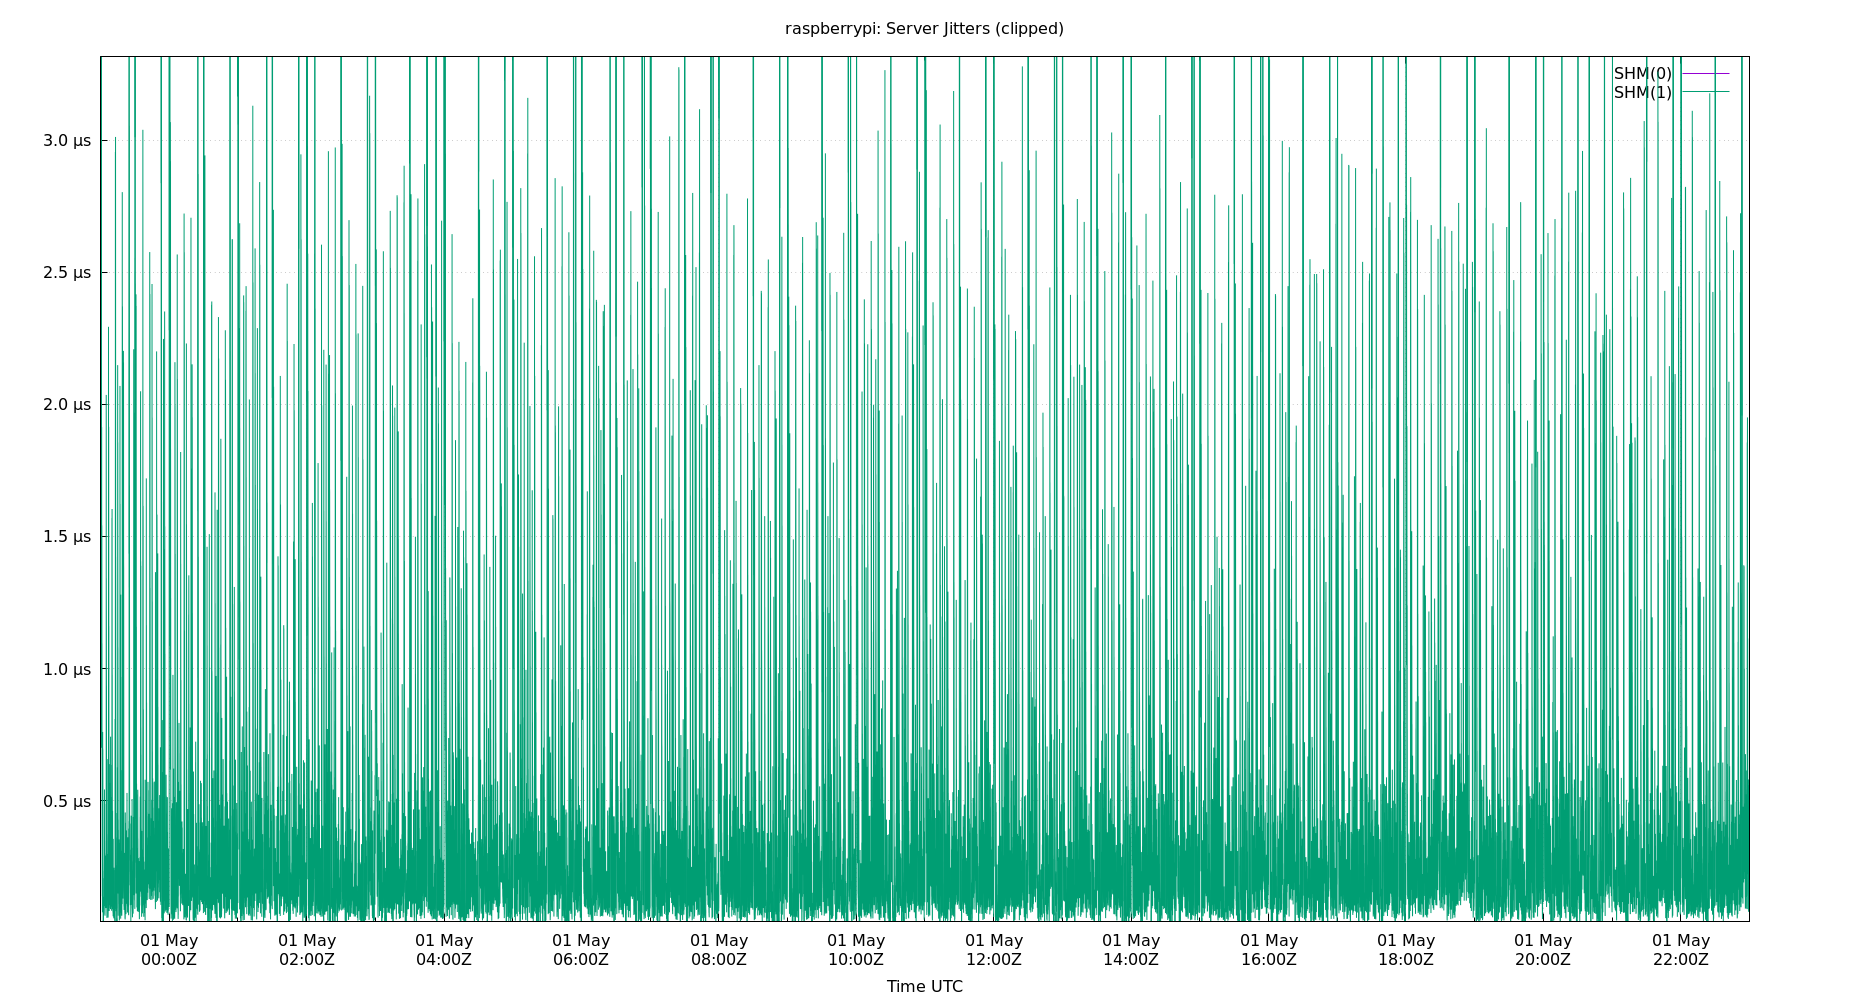 raspberrypi: Server Jitters (clipped)
SHM(0)
SHM(1)
3.0 µs
2.5 µs
2.0 µs
1.5 µs
1.0 µs
0.5 µs
01 May 01 May 01 May 01 May 01 May 01 May 01 May 01 May 01 May 01 May 01 May 01 May
00:00Z 02:00Z 04:00Z 06:00Z 08:00Z 10:00Z 12:00Z 14:00Z 16:00Z 18:00Z 20:00Z 22:00Z
Time UTC